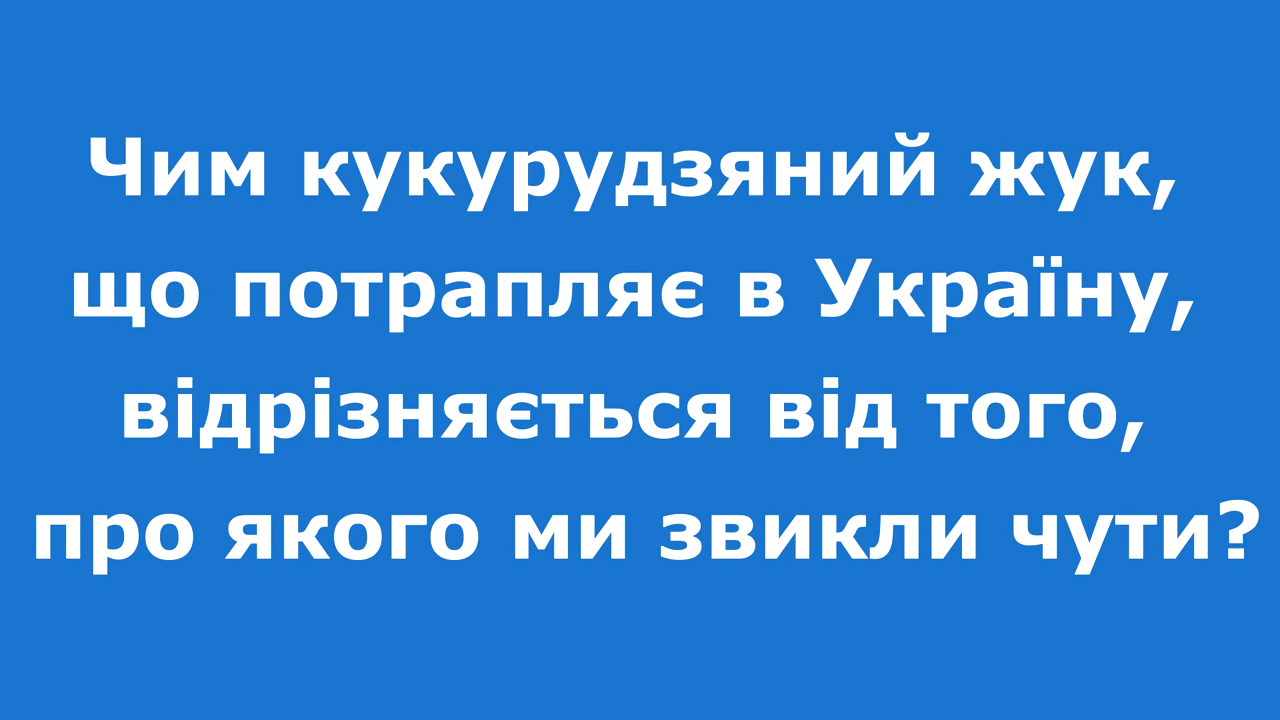 Чим кукурудзяний жук,
що потрапляє в Україну,
відрізняється від того,
про якого ми звикли чути?